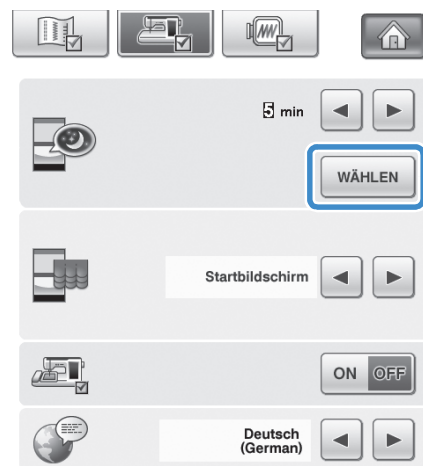 5 min
WÄHLEN
Startbildschirm
ON OFF
Deutsch
(German)